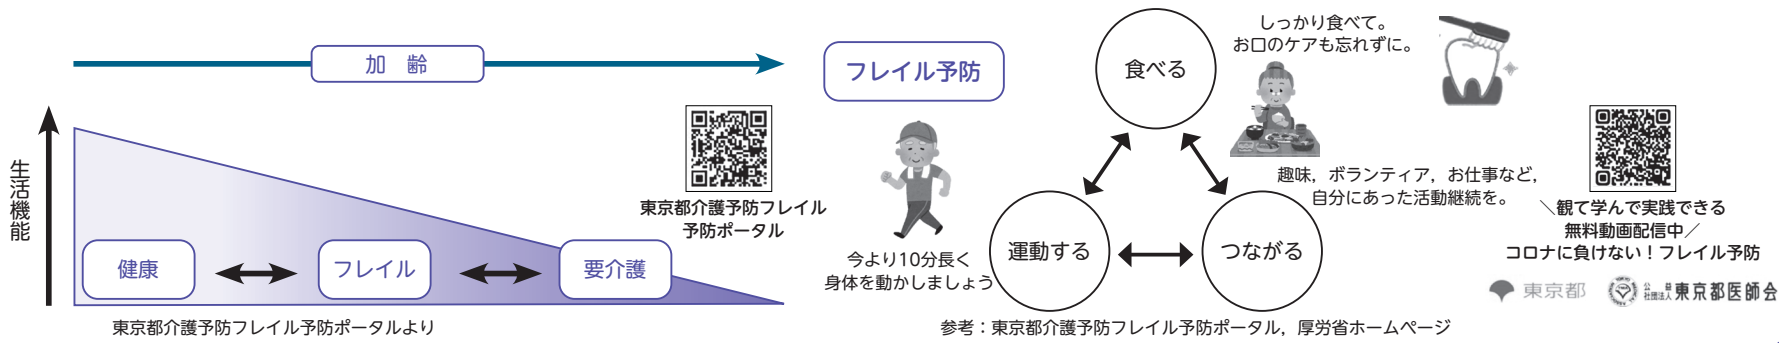 加　齢
生活機能
健康
フレイル
要介護
東京都介護予防フレイル
予防ポータル
東京都介護予防フレイル予防ポータルより
フレイル予防
食べる
運動する
つながる
しっかり食べて。
お口のケアも忘れずに。
今より10分長く
身体を動かしましょう
趣味，ボランティア，お仕事など，
自分にあった活動継続を。
＼観て学んで実践できる
無料動画配信中／
コロナに負けない！フレイル予防
東京都
公益社団法人東京都医師会
参考：東京都介護予防フレイル予防ポータル，厚労省ホームページ